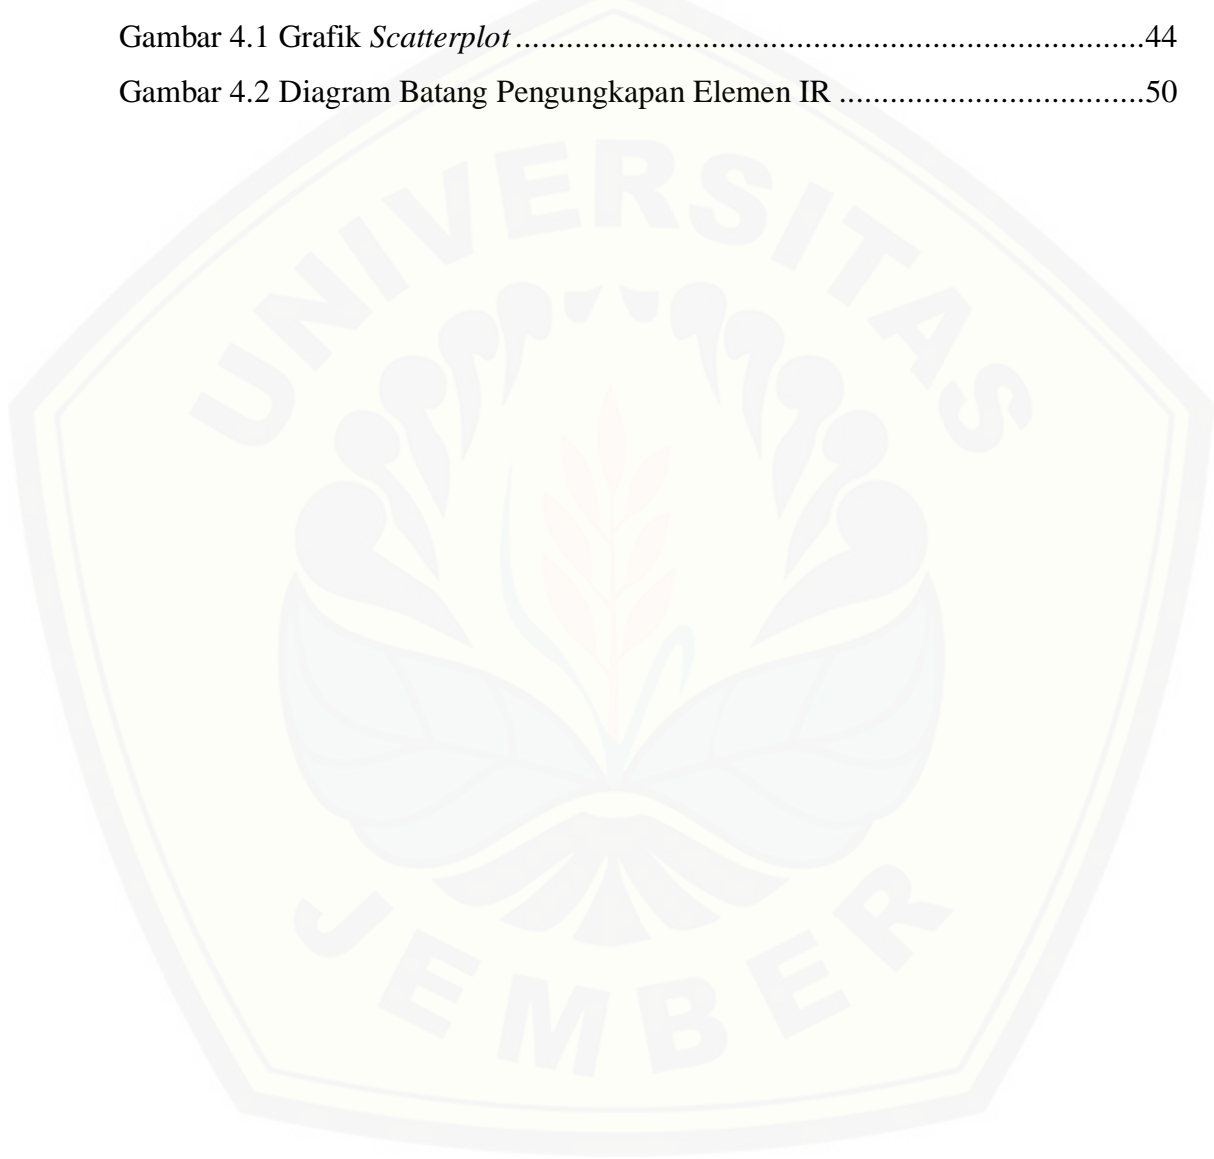 Gambar 4.1 Grafik Scatterplot.........................................................................44
Gambar 4.2 Diagram Batang Pengungkapan Elemen IR ...................................50
UNIVERSITAS
JEMBER